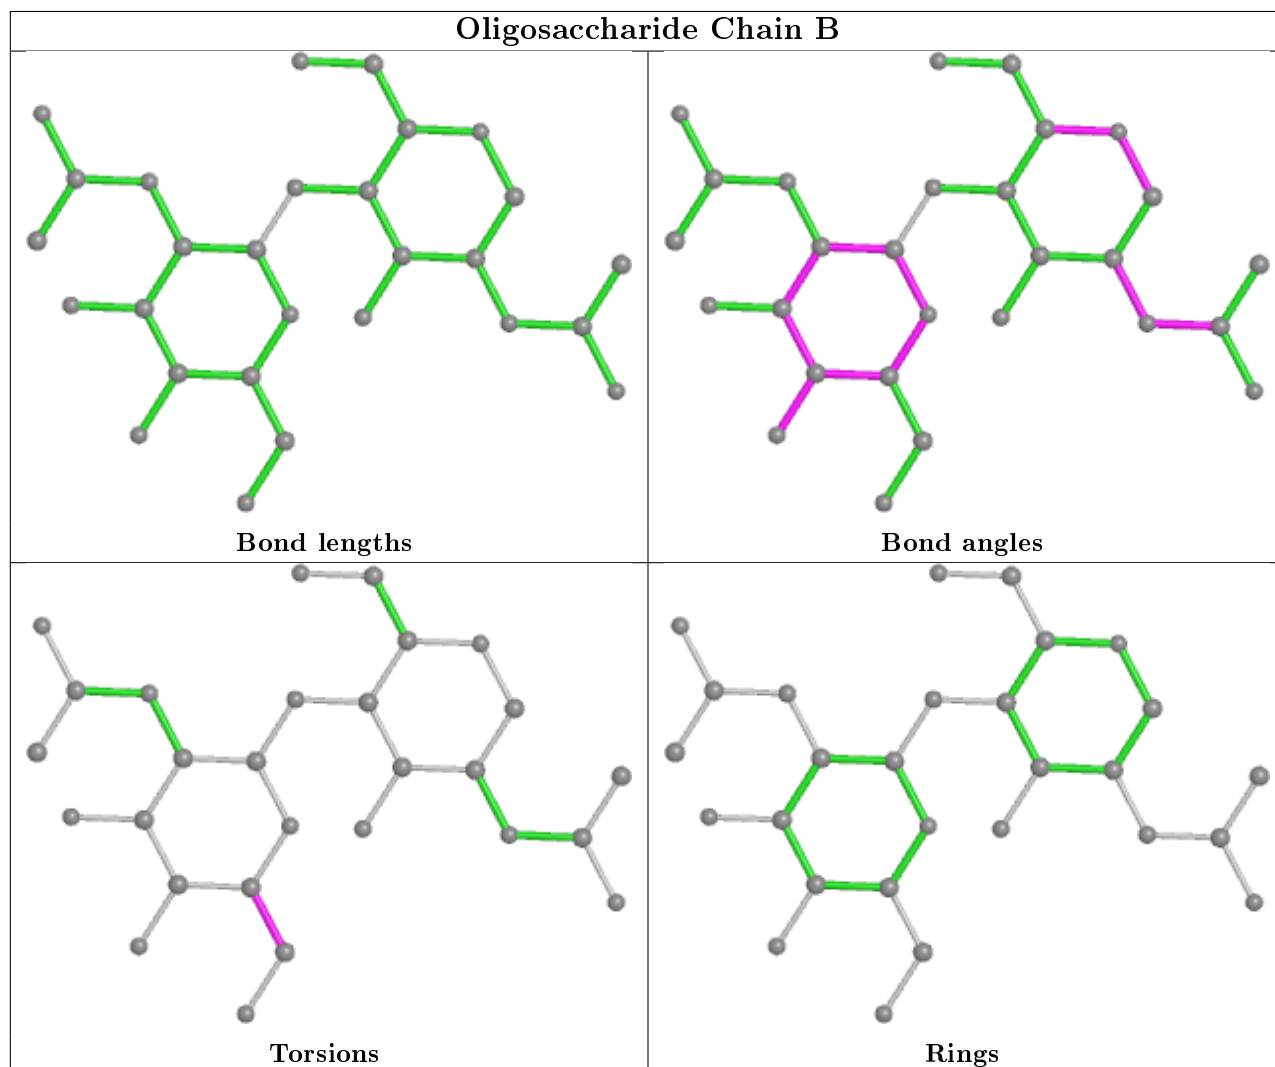 Oligosaccharide Chain B
Bond lengths
Bond angles
Torsions
Rings